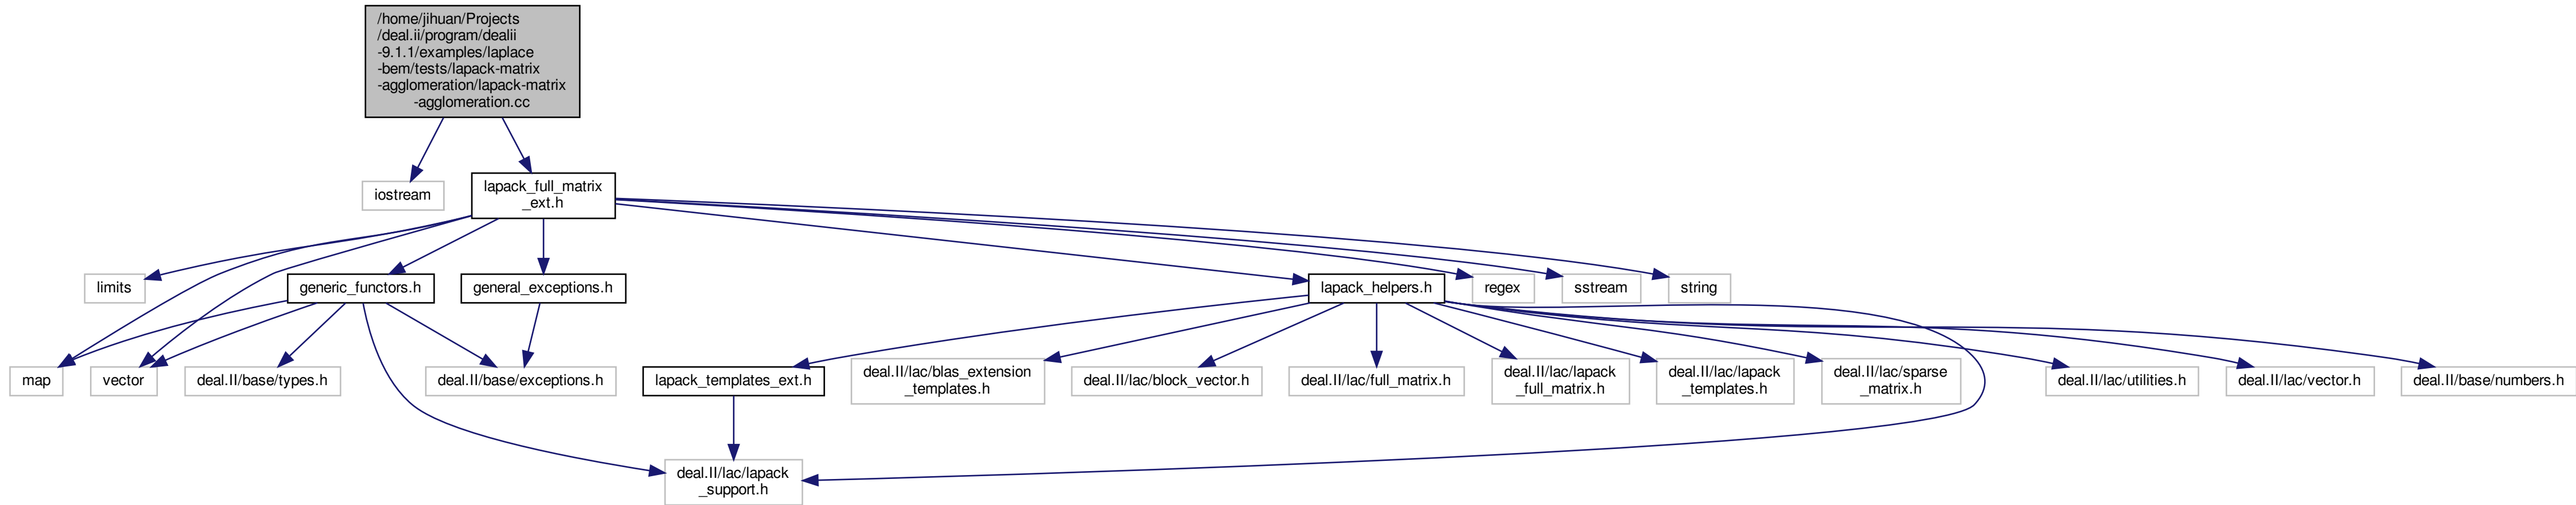 /home/jihuan/Projects
/deal.ii/program/dealii
-9.1.1/examples/laplace
-bem/tests/lapack-matrix
-agglomeration/lapack-matrix
-agglomeration.cc
iostream
lapack_full_matrix
_ext.h
limits
generic_functors.h
general_exceptions.h
lapack_helpers.h
regex
sstream
string
map
vector
deal.II/base/types.h
deal.II/base/exceptions.h
lapack_templates_ext.h
deal.II/lac/blas_extension
_templates.h
deal.II/lac/block_vector.h
deal.II/lac/full_matrix.h
deal.II/lac/lapack
_full_matrix.h
deal.II/lac/lapack
_templates.h
deal.II/lac/sparse
_matrix.h
deal.II/lac/utilities.h
deal.II/lac/vector.h
deal.II/base/numbers.h
deal.II/lac/lapack
_support.h